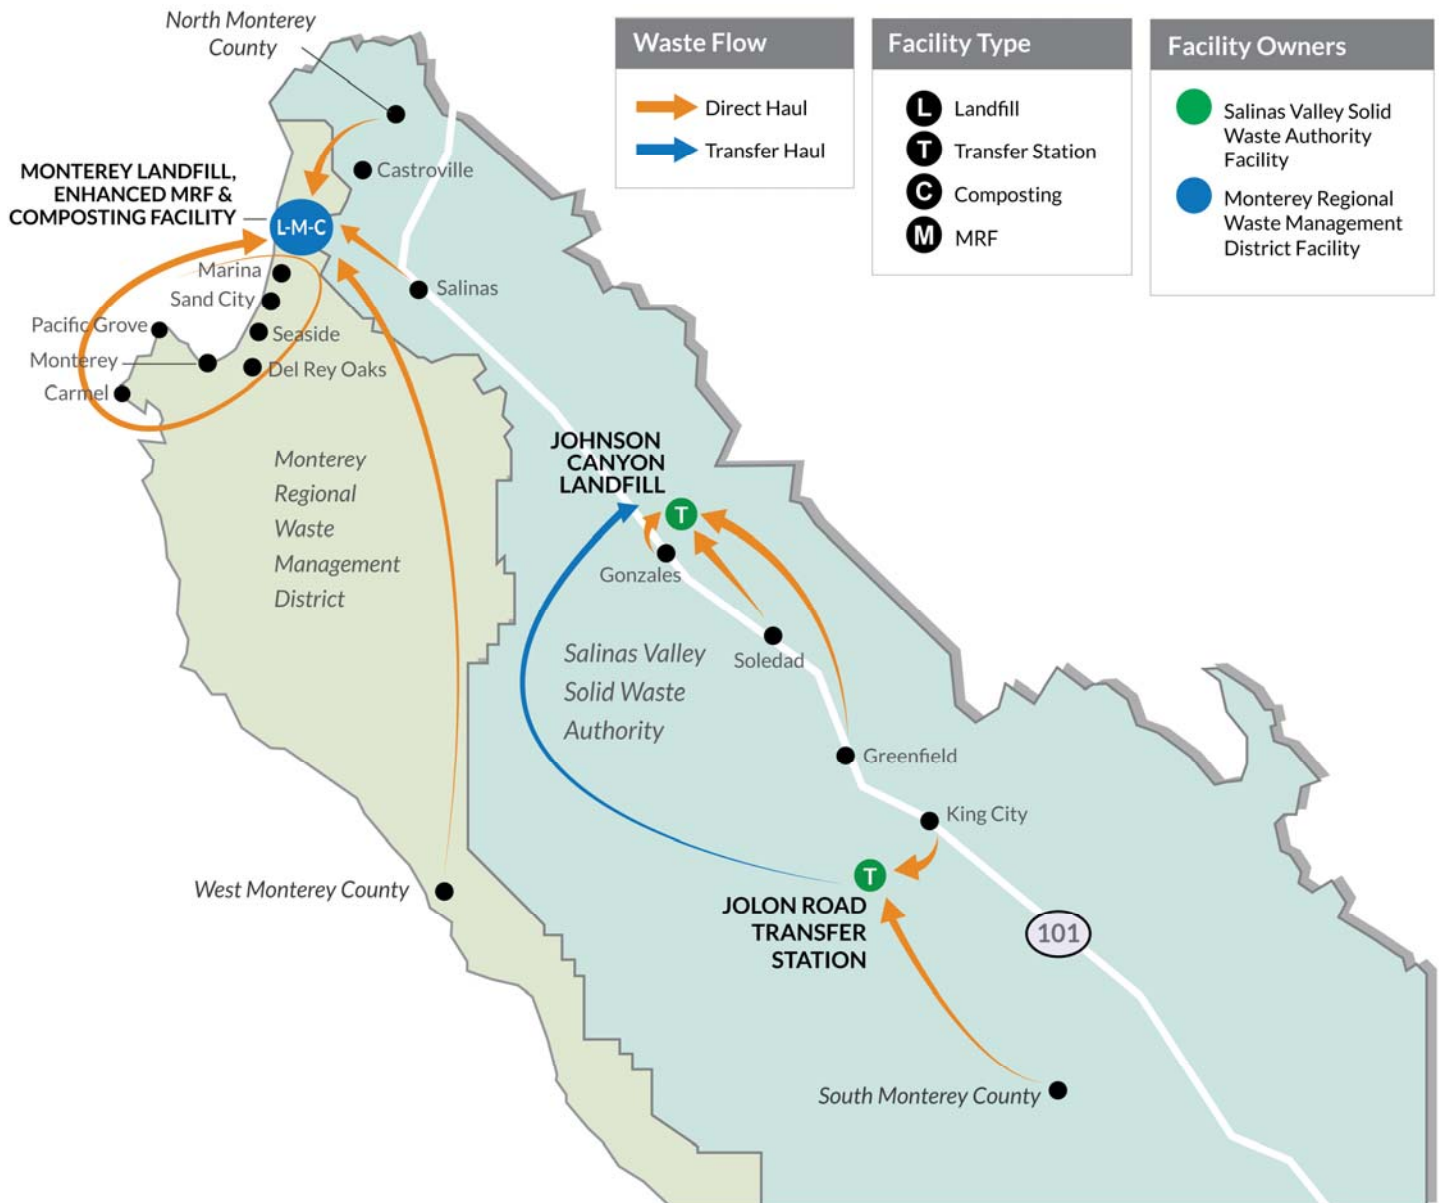 North Monterey
County
Waste Flow
Direct Haul
Transfer Haul
Facility Type
L Landfill
T Transfer Station
C Composting
M MRF
Facility Owners
Salinas Valley Solid
Waste Authority
Facility
Monterey Regional
Waste Management
District Facility
MONTEREY LANDFILL,
ENHANCED MRF &
COMPOSTING FACILITY
L-M-C
Castroville
Marina
Sand City
Salinas
Pacific Grove
Seaside
Monterey
Del Rey Oaks
Carmel
Monterey
Regional
Waste
Management
District
JOHNSON
CANYON
LANDFILL
T
Gonzales
Soledad
Salinas Valley
Solid Waste
Authority
Greenfield
King City
West Monterey County
T
JOLON ROAD
TRANSFER
STATION
101
South Monterey County